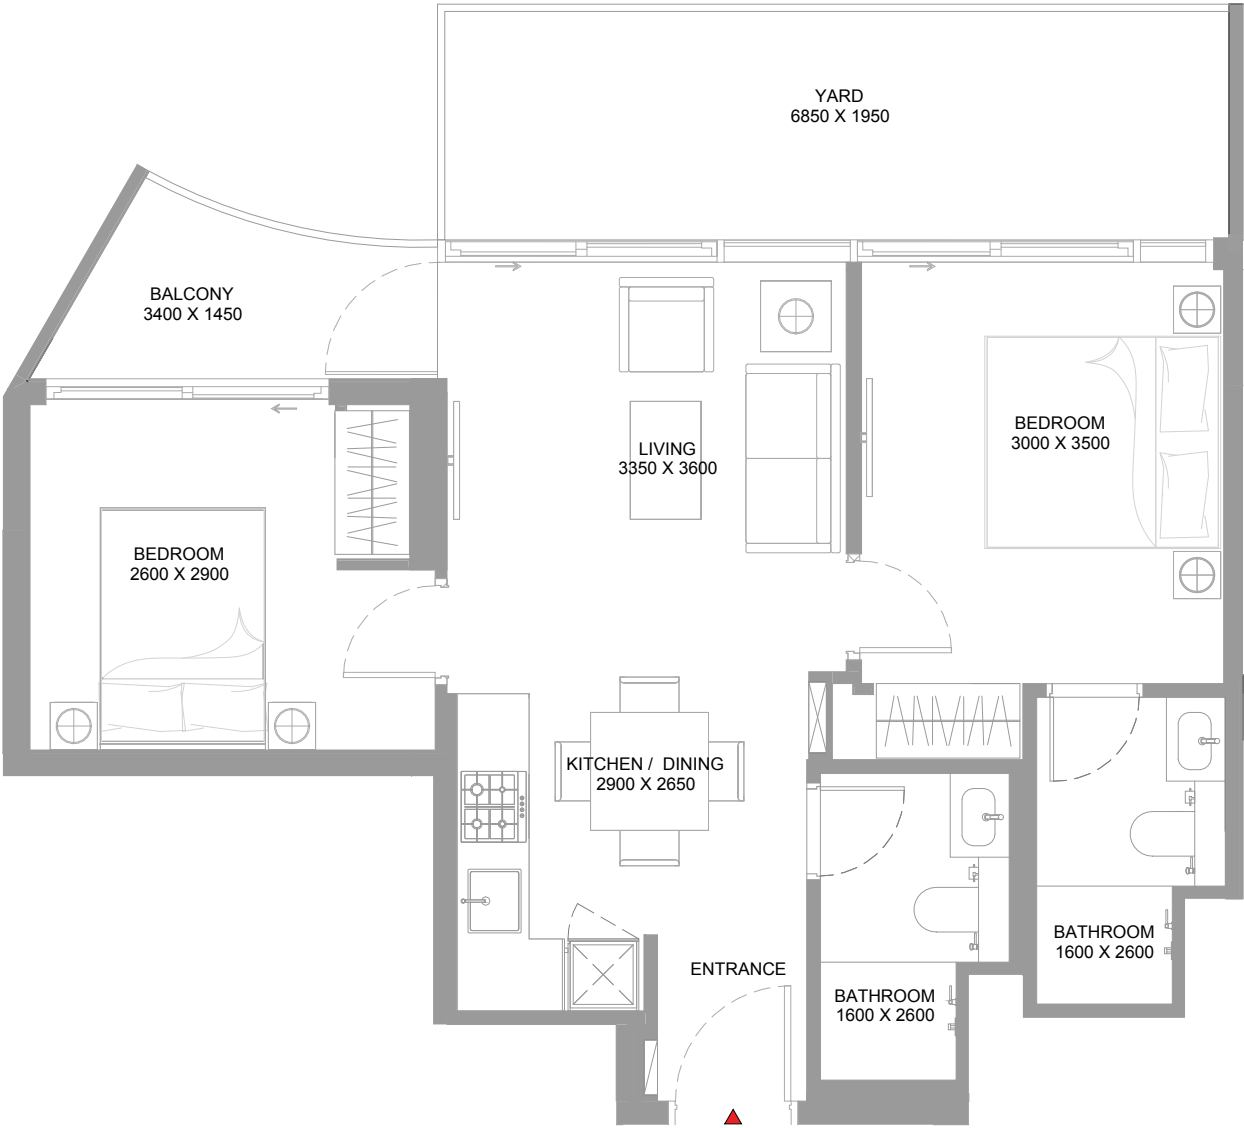 YARD
6850 X 1950
BALCONY
3400 X 1450
LIVING
3350 X 3600
BEDROOM
3000 X 3500
BEDROOM
2600 X 2900
KITCHEN / DINING
2900 X 2650
ENTRANCE
BATHROOM
1600 X 2600
BATHROOM
1600 X 2600